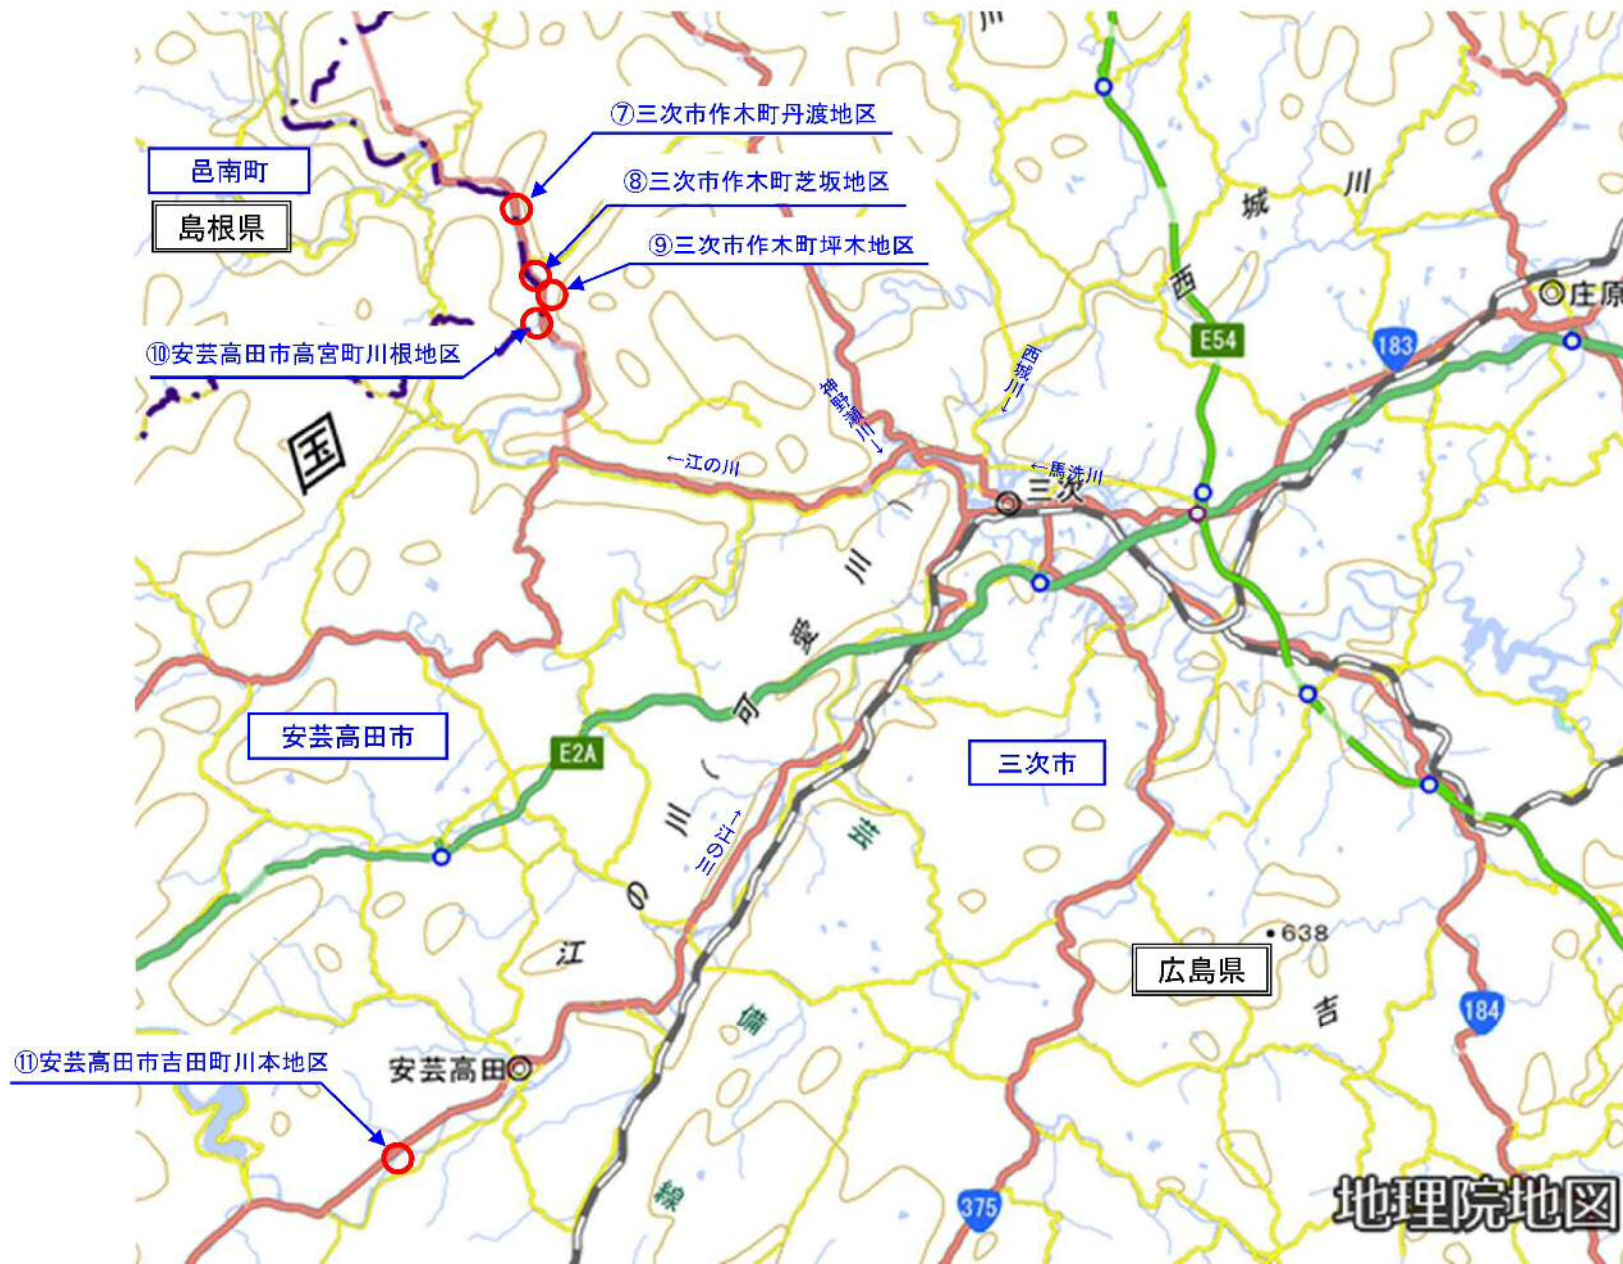 川
⑦三次市作木町丹渡地区
邑南町
⑧三次市作木町芝坂地区
城
川
島根県
⑨三次市作木町坪木地区
西
庄原
E54
183
⑩安芸高田市高宮町川根地区
西城川→
神野瀬川→
国
←江の川
←馬洗川
三次
(
川
愛
可
安芸高田市
E2A
三次市
(
川
江の川→
芸
の
638
江
広島県
備
吉
184
⑪安芸高田市吉田町川本地区
安芸高田
線
375
地理院地図